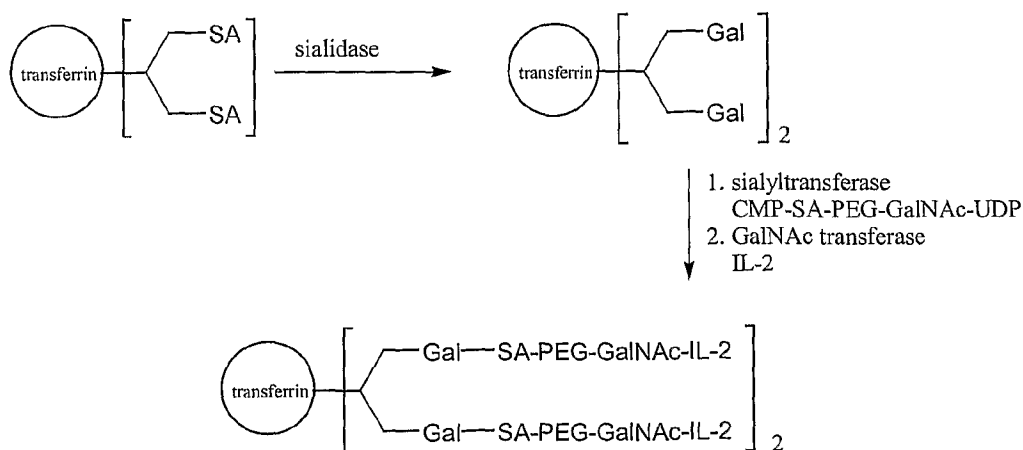 SA
transferrin
SA
sialidase
Gal
transferrin
Gal
2
1. sialyltransferase
CMP-SA-PEG-GalNAc-UDP
2. GalNAc transferase
IL-2
Gal-SA-PEG-GalNAc-IL-2
transferrin
Gal-SA-PEG-GalNAc-IL-2
2